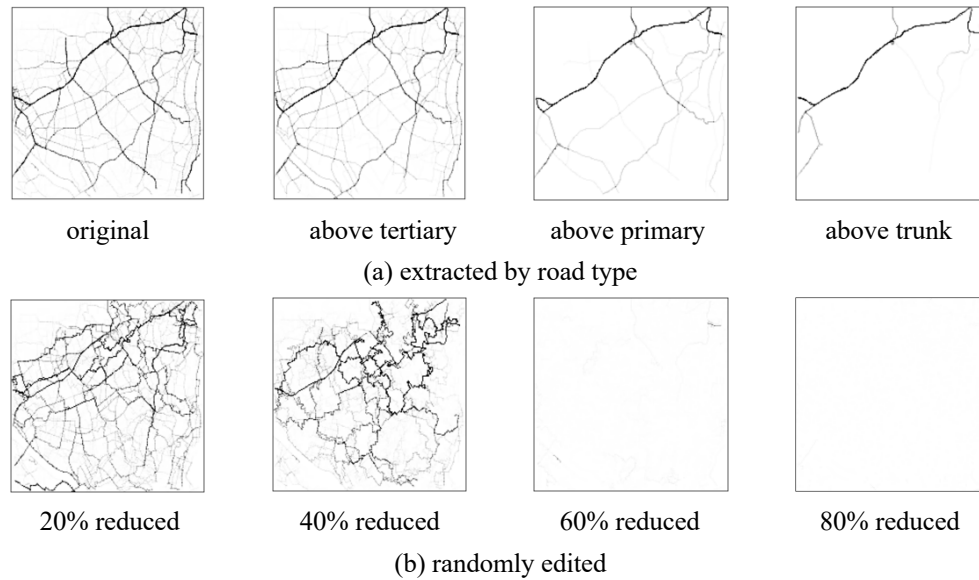 original above tertiary above primary above trunk
(a) extracted by road type
20% reduced 40% reduced 60% reduced 80% reduced
(b) randomly edited